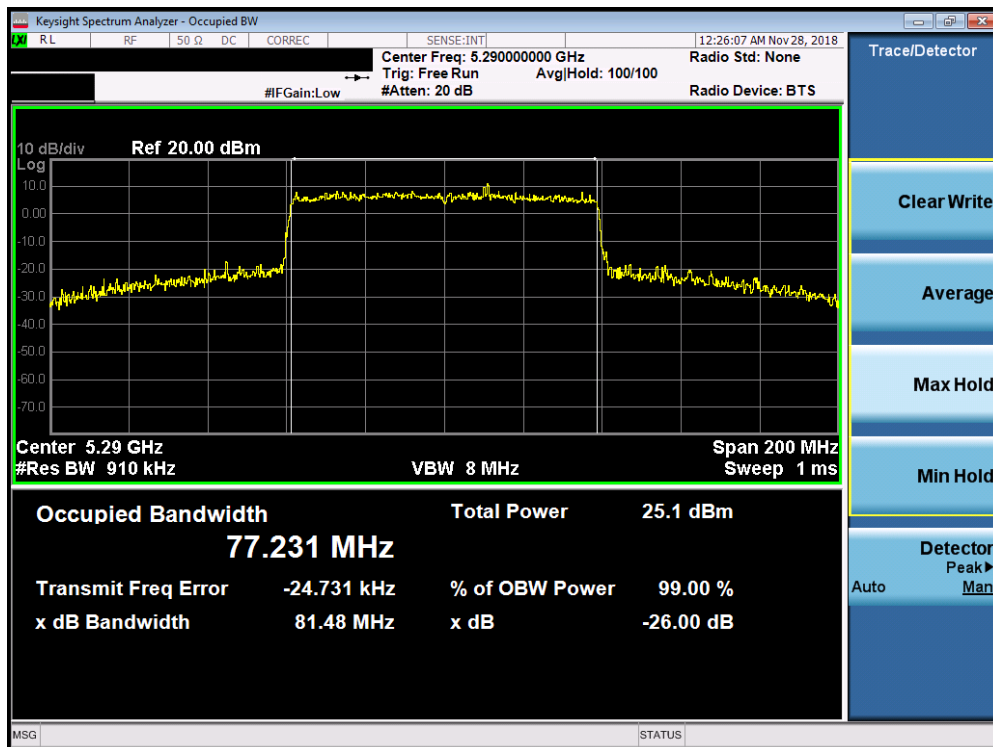 Keysight Spectrum Analyzer - Occupied BW
LXI RL RF 50 Ω DC CORREC SENSE:INT 12:26:07 AM Nov 28, 2018
Center Freq: 5.290000000 GHz Radio Std: None
Trig: Free Run Avg|Hold: 100/100
#IFGain:Low #Atten: 20 dB Radio Device: BTS
10 dB/div Ref 20.00 dBm
Log
10.0
0.00
-10.0
-20.0
-30.0
-40.0
-50.0
-60.0
-70.0
Center 5.29 GHz Span 200 MHz
#Res BW 910 kHz VBW 8 MHz Sweep 1 ms
Occupied Bandwidth Total Power 25.1 dBm
77.231 MHz
Transmit Freq Error -24.731 kHz % of OBW Power 99.00 %
x dB Bandwidth 81.48 MHz x dB -26.00 dB
MSG STATUS
Trace/Detector
Clear Write
Average
Max Hold
Min Hold
Detector
Peak▶
Auto Man